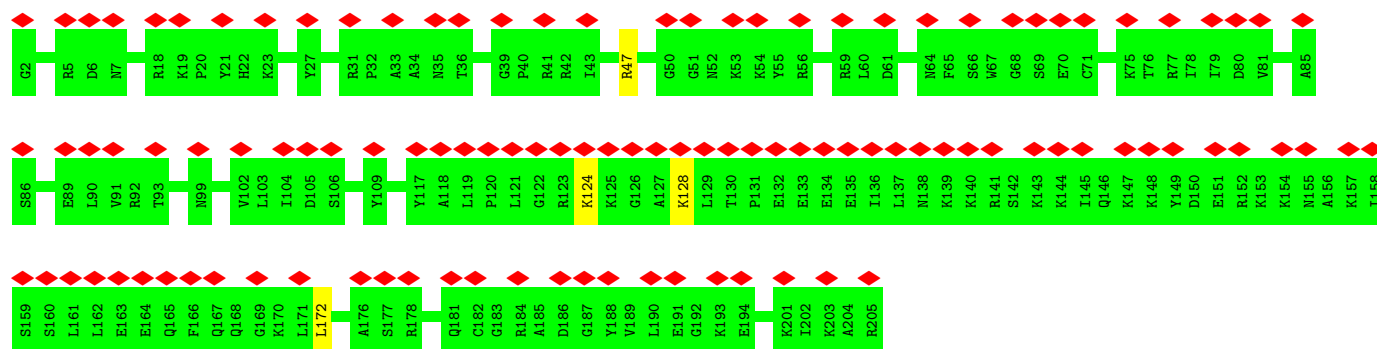 G2 R5 D6 N7 R18 K19 P20 Y21 H22 K23 Y27 R31 P32 A33 A34 N35 T36 G39 P40 R41 R42 I43 R47 G50 G51 N52 K53 K54 Y55 R56 R59 L60 D61 N64 F65 S66 W67 G68 S69 E70 C71 K75 T76 R77 I78 I79 D80 V81 A85
S86 E89 L90 V91 R92 T93 N99 V102 L103 I104 D105 S106 Y109 Y117 A118 L119 P120 L121 G122 R123 K124 K125 G126 A127 K128 L129 T130 P131 E132 E133 E134 E135 I136 L137 N138 K139 K140 R141 S142 K143 K144 I145 Q146 K147 K148 Y149 D150 E151 R152 K153 K154 N155 A156 K157 I158
S159 S160 L161 L162 E163 E164 Q165 F166 Q167 Q168 G169 K170 L171 L172 A176 S177 R178 Q181 C182 G183 R184 A185 D186 G187 Y188 V189 L190 E191 G192 K193 E194 K201 I202 K203 A204 R205